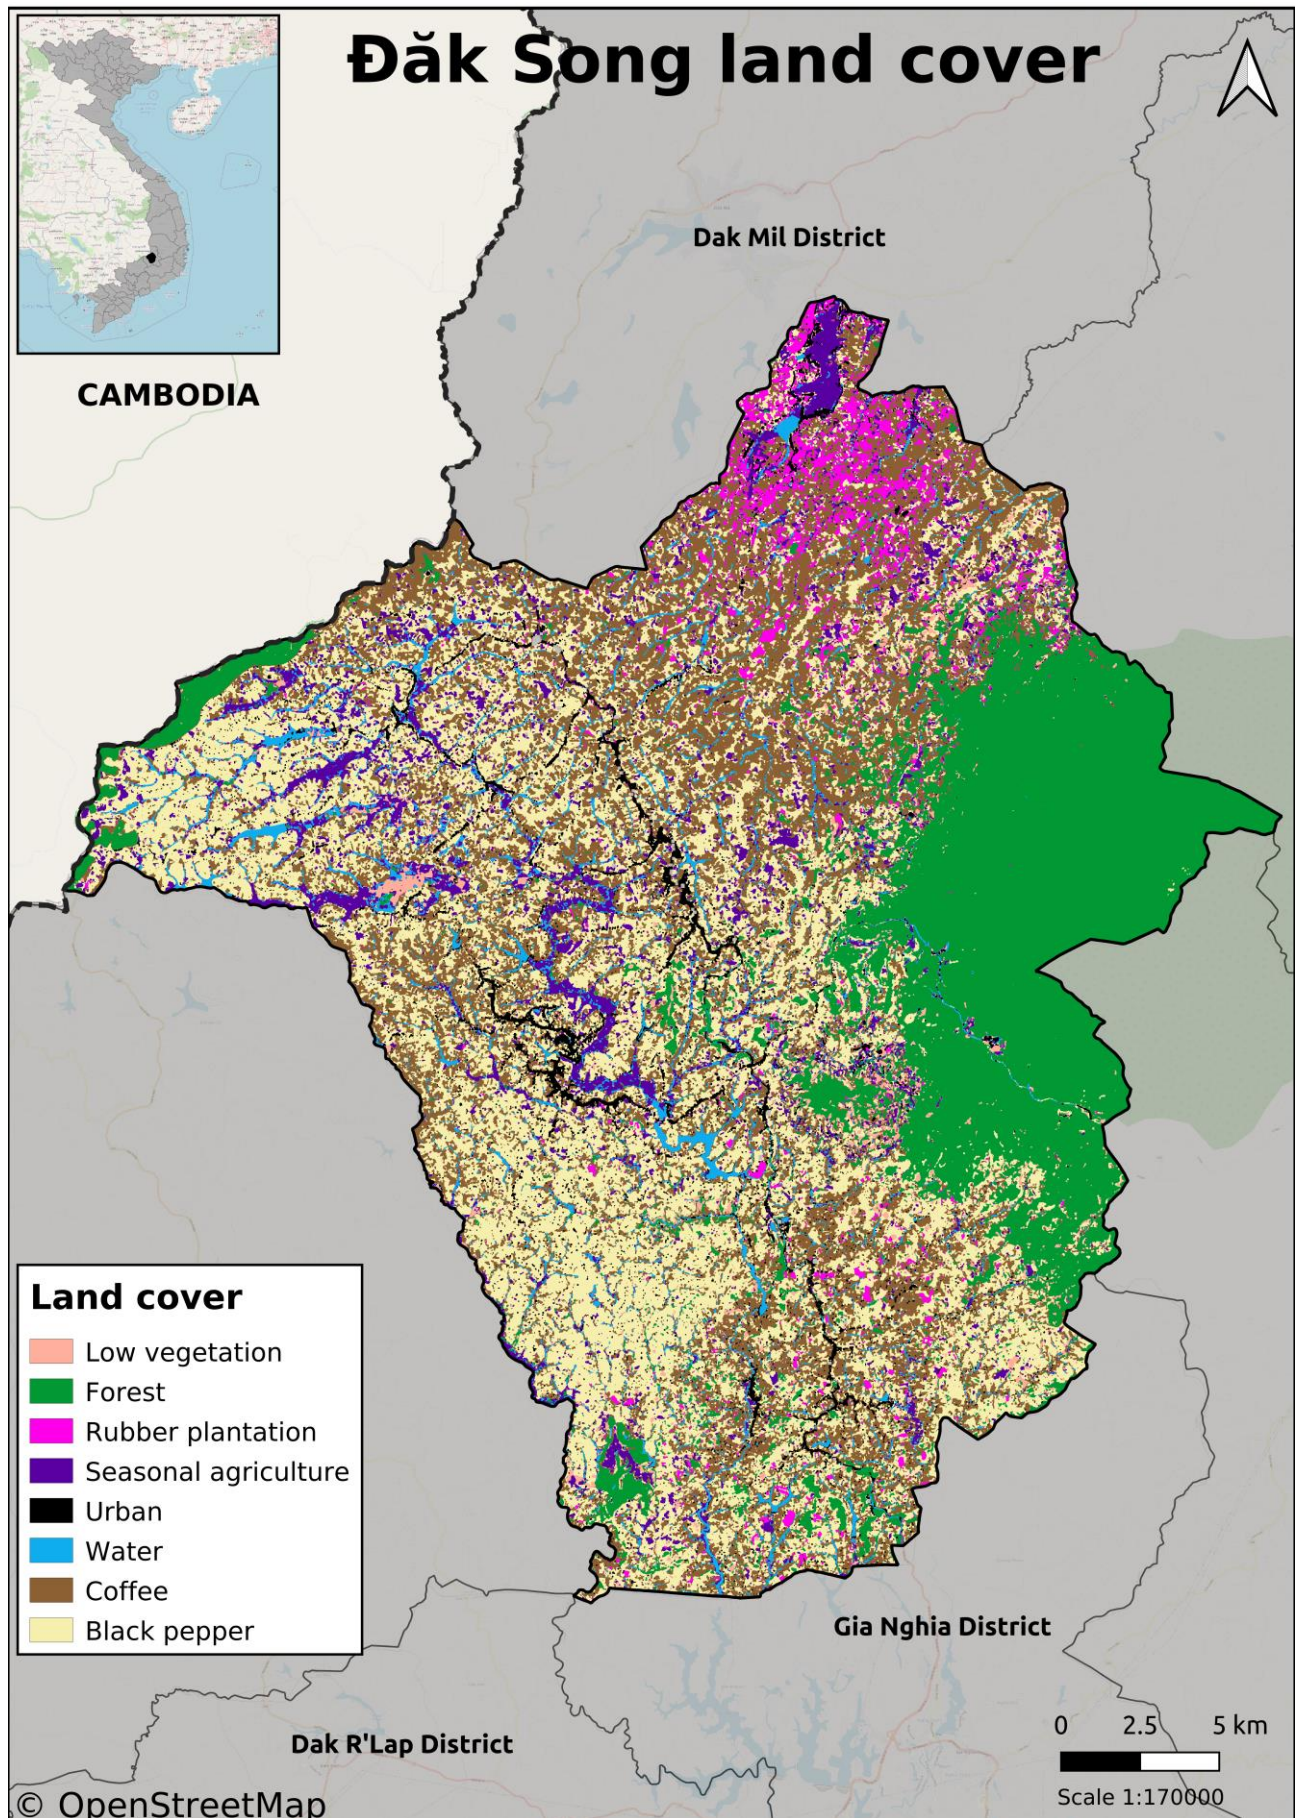 Đăk Song land cover
Dak Mil District
CAMBODIA
Land cover
Low vegetation
Forest
Rubber plantation
Seasonal agriculture
Urban
Water
Coffee
Black pepper
Gia Nghia District
Dak R'Lap District
0 2.5 5 km
Scale 1:170000
© OpenStreetMap